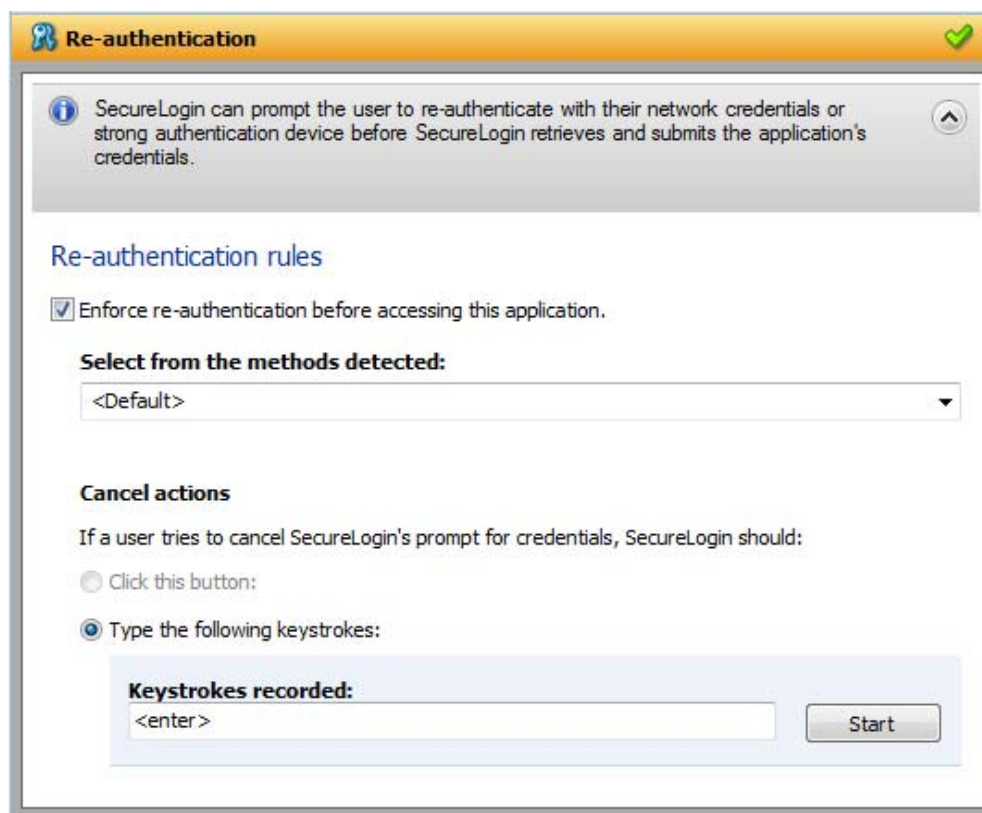 Re-authentication
SecureLogin can prompt the user to re-authenticate with their network credentials or
strong authentication device before SecureLogin retrieves and submits the application's
credentials.
Re-authentication rules
Enforce re-authentication before accessing this application.
Select from the methods detected:
<Default>
Cancel actions
If a user tries to cancel SecureLogin's prompt for credentials, SecureLogin should:
Click this button:
Type the following keystrokes:
Keystrokes recorded:
<enter>
Start